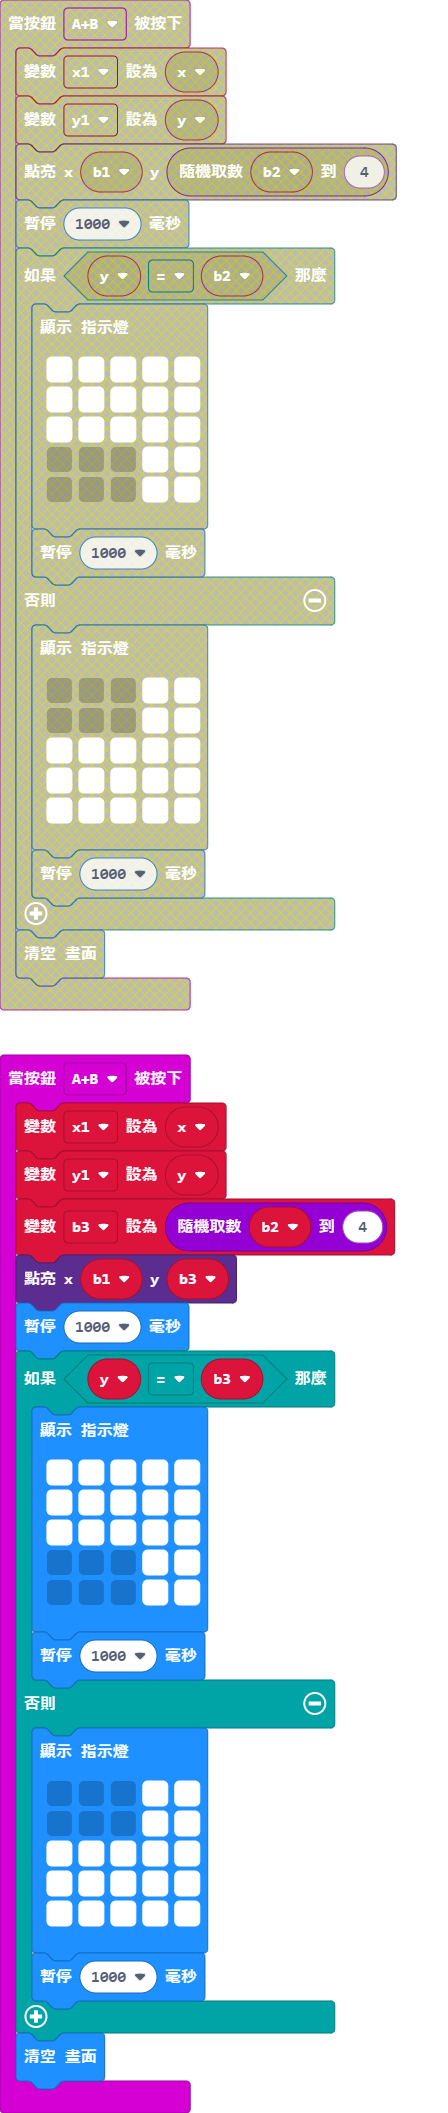 當按鈕 A+B 被按下
變數 x1 設為 x
變數 y1 設為 y
點亮 x b1 y 隨機取數 b2 到 4
暫停 1000 毫秒
如果 y = b2 那麼
顯示 指示燈
暫停 1000 毫秒
否則
顯示 指示燈
暫停 1000 毫秒
清空 畫面
當按鈕 A+B 被按下
變數 x1 設為 x
變數 y1 設為 y
變數 b3 設為 隨機取數 b2 到 4
點亮 x b1 y b3
暫停 1000 毫秒
如果 y = b3 那麼
顯示 指示燈
暫停 1000 毫秒
否則
顯示 指示燈
暫停 1000 毫秒
清空 畫面